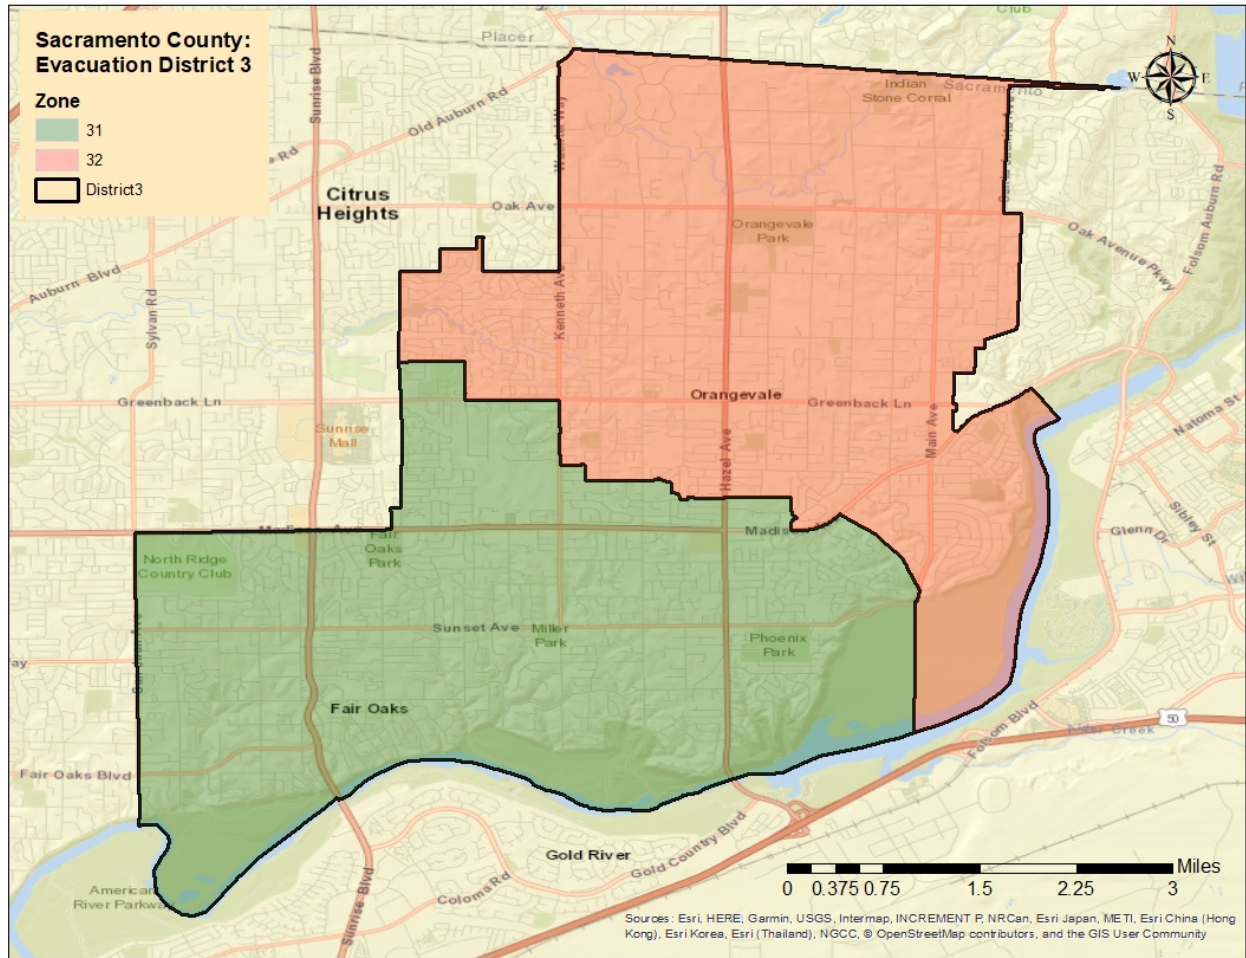 Sacramento County:
Evacuation District 3
Zone
31
32
District3
Club
Placer
N
W E
S
Sunrise Blvd
Old Auburn Rd
Indian
Stone Corral
Sacramento
Citrus
Heights
Oak Ave
Orangevale
Park
Oak Avenue Pkwy
Folsom Auburn Rd
Auburn Blvd
Sylvan Rd
Kenneth Ave
Greenback Ln
Orangevale
Greenback Ln
Sunrise
Mall
Hazel Ave
Main Ave
Natoma St
Sibley St
Glenn Dr
North Ridge
Country Club
Fair
Oaks
Park
Sunset Ave
Miller
Park
Phoenix
Park
Fair Oaks
Folsom Blvd
Alder Creek
50
Fair Oaks Blvd
Gold River
Gold Country Blvd
Coloma Rd
Sunrise Blvd
American
River Parkway
Miles
0 0.375 0.75 1.5 2.25 3
Sources: Esri, HERE, Garmin, USGS, Intermap, INCREMENT P, NRCan, Esri Japan, METI, Esri China (Hong
Kong), Esri Korea, Esri (Thailand), NGCC, © OpenStreetMap contributors, and the GIS User Community